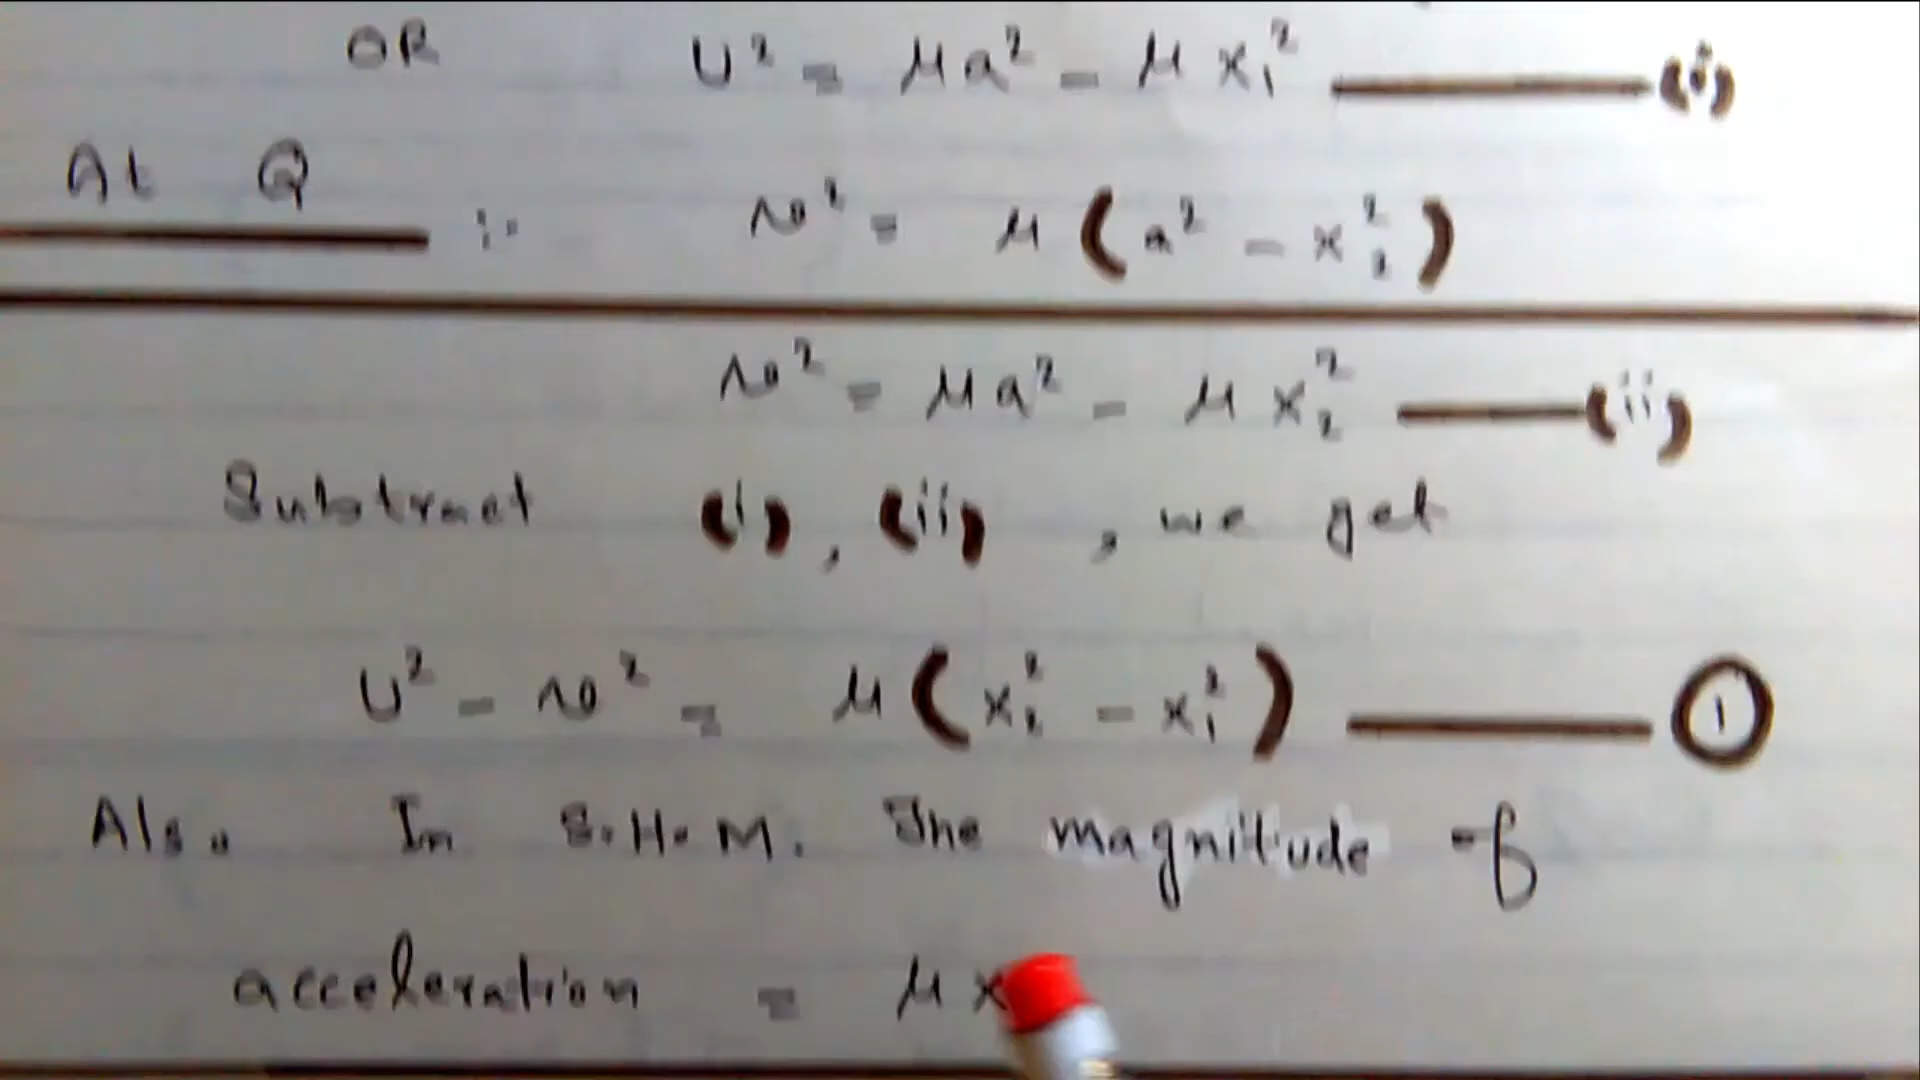 OR U² = μa² - μx₁² — (i)
At Q :- v² = μ(a² - x₂²)
v² = μa² - μx₂² — (ii)
Subtract (i), (ii), we get
U² - v² = μ(x₂² - x₁²) — ①
Also In S.H.M. The magnitude of
acceleration = μx